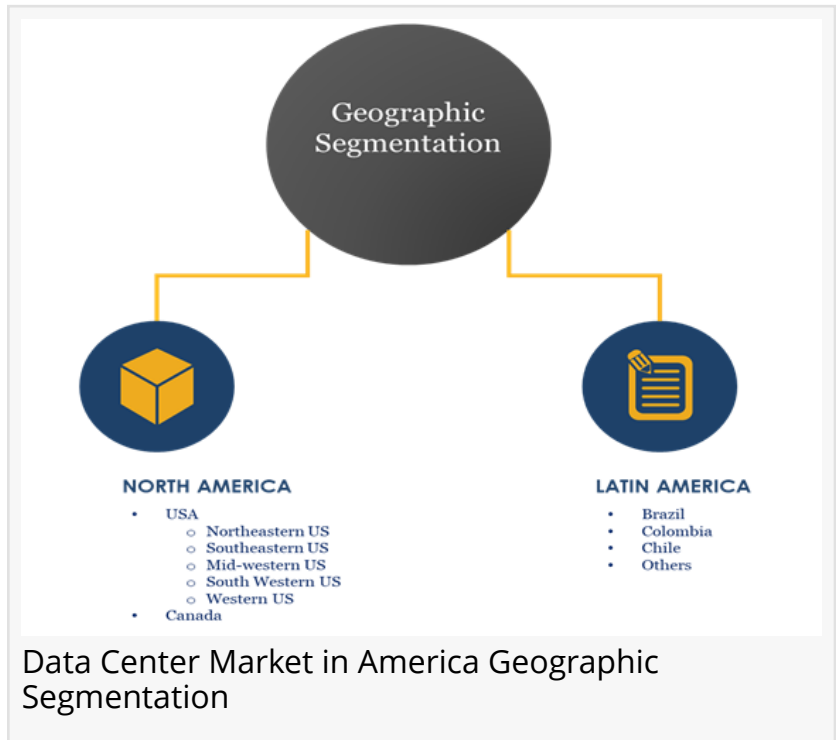 Geographic
Segmentation
NORTH AMERICA
• USA
o Northeastern US
o Southeastern US
o Mid-western US
o South Western US
o Western US
• Canada
LATIN AMERICA
• Brazil
• Colombia
• Chile
• Others
Data Center Market in America Geographic
Segmentation